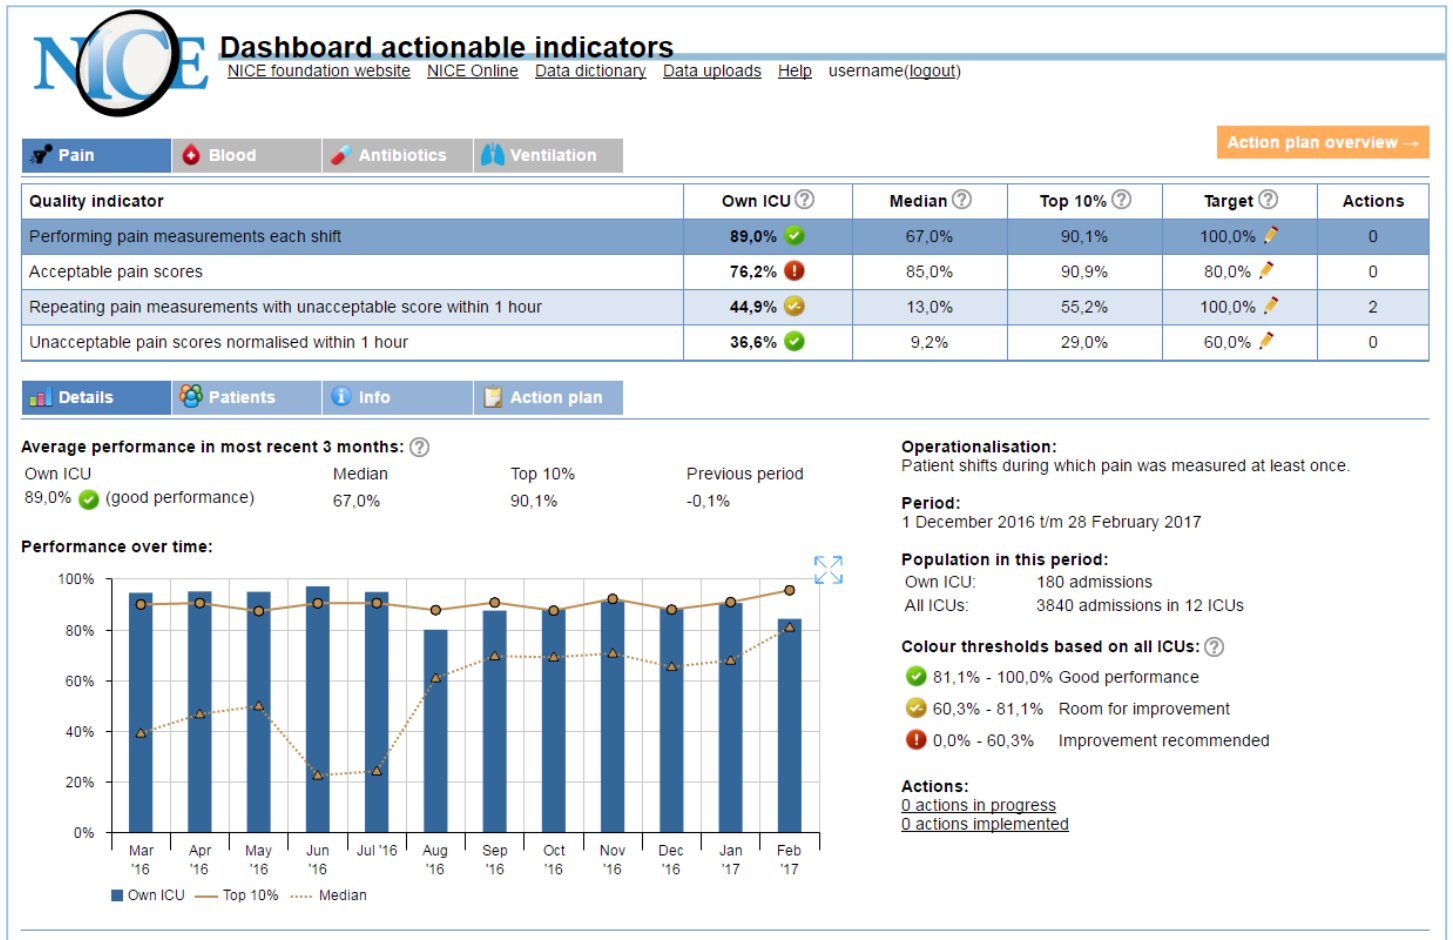 NICE
Dashboard actionable indicators
NICE foundation website NICE Online Data dictionary Data uploads Help username(logout)
Action plan overview →
Pain Blood Antibiotics Ventilation
Quality indicator Own ICU ? Median ? Top 10% ? Target ? Actions
Performing pain measurements each shift 89,0% 67,0% 90,1% 100,0% 0
Acceptable pain scores 76,2% ! 85,0% 90,9% 80,0% 0
Repeating pain measurements with unacceptable score within 1 hour 44,9% 13,0% 55,2% 100,0% 2
Unacceptable pain scores normalised within 1 hour 36,6% 9,2% 29,0% 60,0% 0
Details Patients i Info Action plan
Average performance in most recent 3 months: ?
Own ICU Median Top 10% Previous period
89,0% (good performance) 67,0% 90,1% -0,1%
Performance over time:
100%
80%
60%
40%
20%
0%
Mar '16 Apr '16 May '16 Jun '16 Jul '16 Aug '16 Sep '16 Oct '16 Nov '16 Dec '16 Jan '17 Feb '17
Own ICU Top 10% Median
Operationalisation:
Patient shifts during which pain was measured at least once.
Period:
1 December 2016 t/m 28 February 2017
Population in this period:
Own ICU: 180 admissions
All ICUs: 3840 admissions in 12 ICUs
Colour thresholds based on all ICUs: ?
81,1% - 100,0% Good performance
60,3% - 81,1% Room for improvement
! 0,0% - 60,3% Improvement recommended
Actions:
0 actions in progress
0 actions implemented